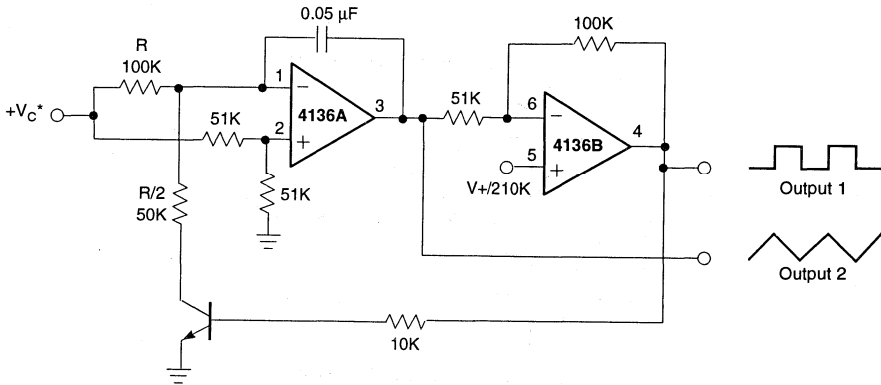 0.05 µF
R
100K
100K
+VC*
1
51K
4136A
3
51K
6
2
4136B
4
51K
5
V+/210K
R/2
50K
Output 1
Output 2
10K